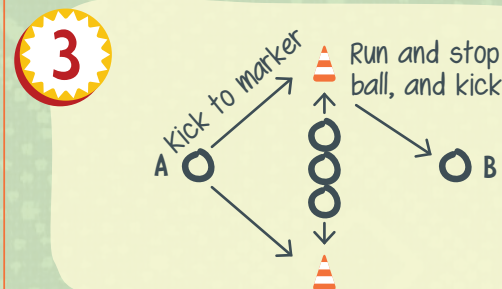 3
Kick to marker
Run and stop
ball, and kick
A
B